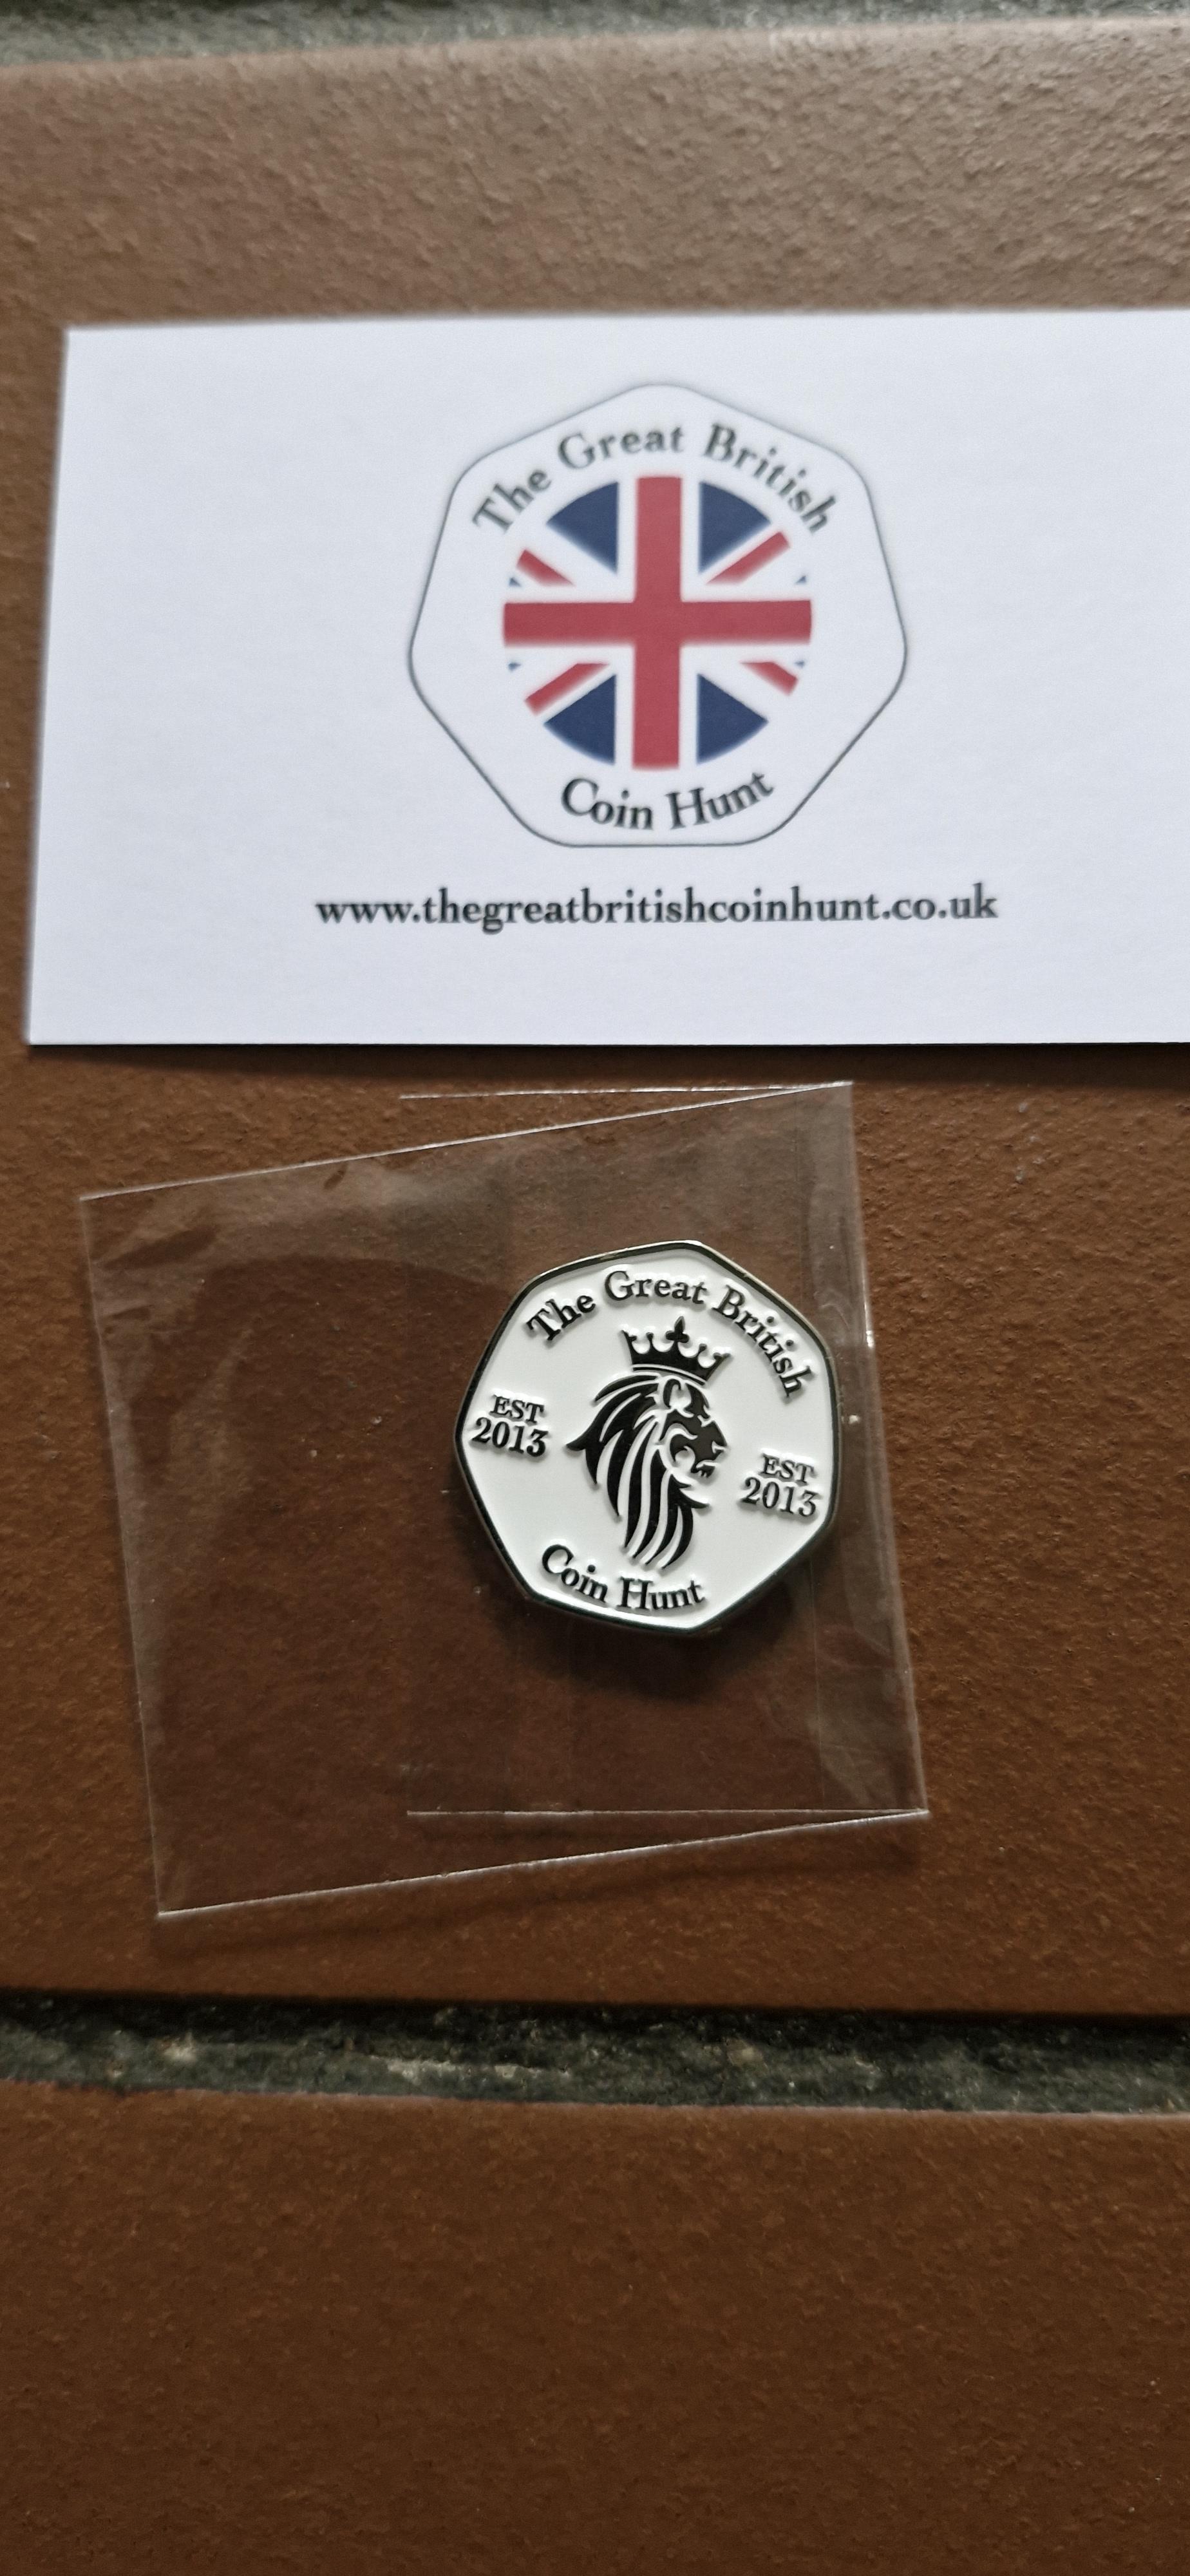 The Great British
Coin Hunt
www.thegreatbritishcoinhunt.co.uk
The Great British
EST
2013
EST
2013
Coin Hunt